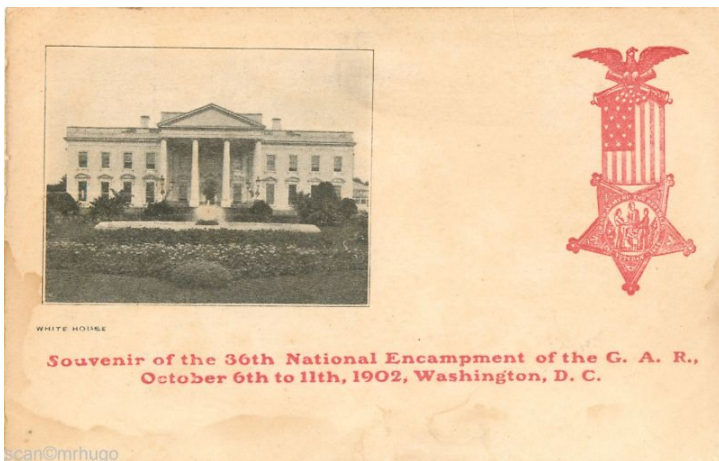 WHITE HOUSE
Souvenir of the 36th National Encampment of the G. A. R.,
October 6th to 11th, 1902, Washington, D. C.
scan©mrhugo